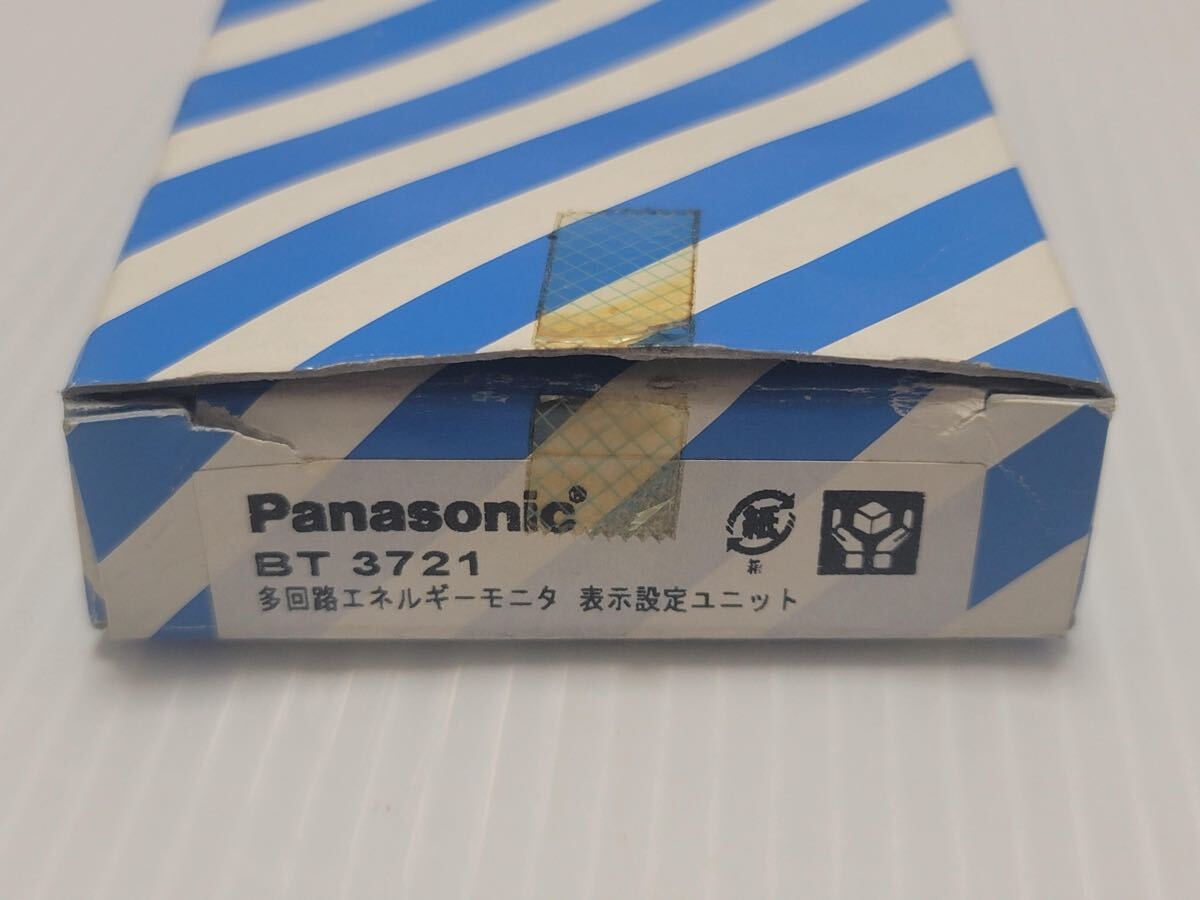 Panasonic®
BT 3721
多回路エネルギーモニタ 表示設定ユニット
紙